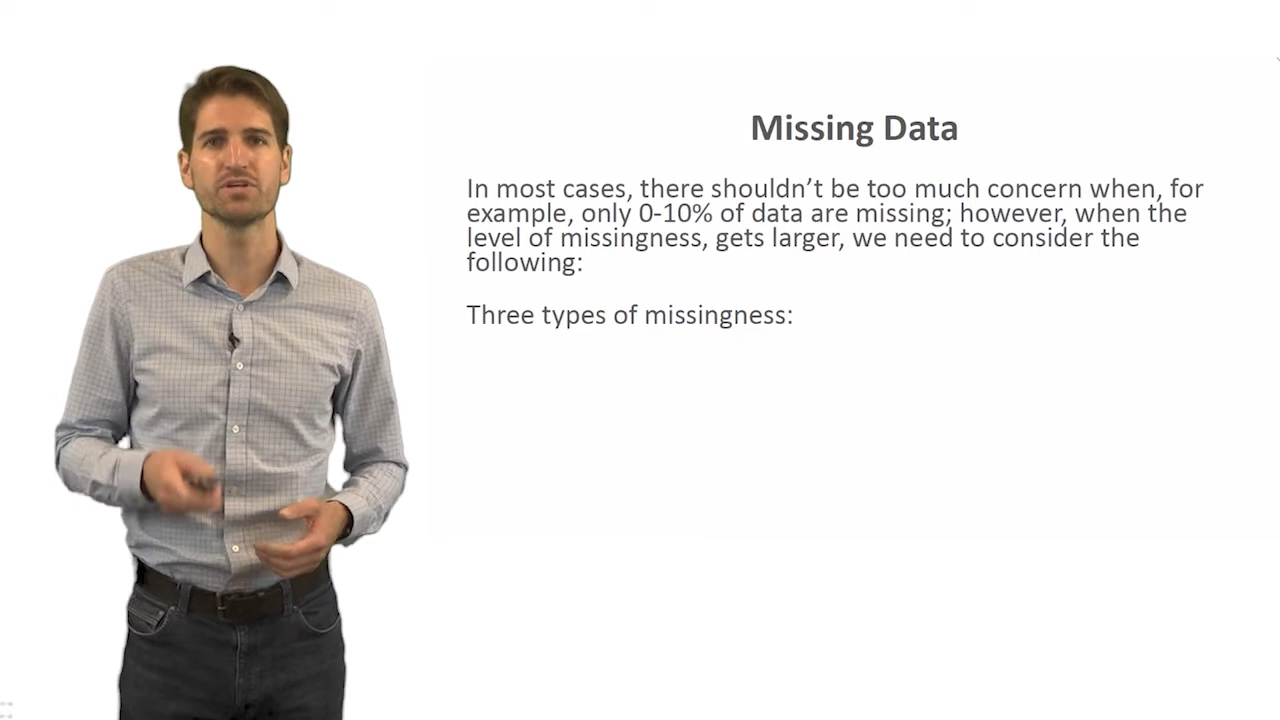 Missing Data
In most cases, there shouldn't be too much concern when, for
example, only 0-10% of data are missing; however, when the
level of missingness, gets larger, we need to consider the
following:
Three types of missingness: